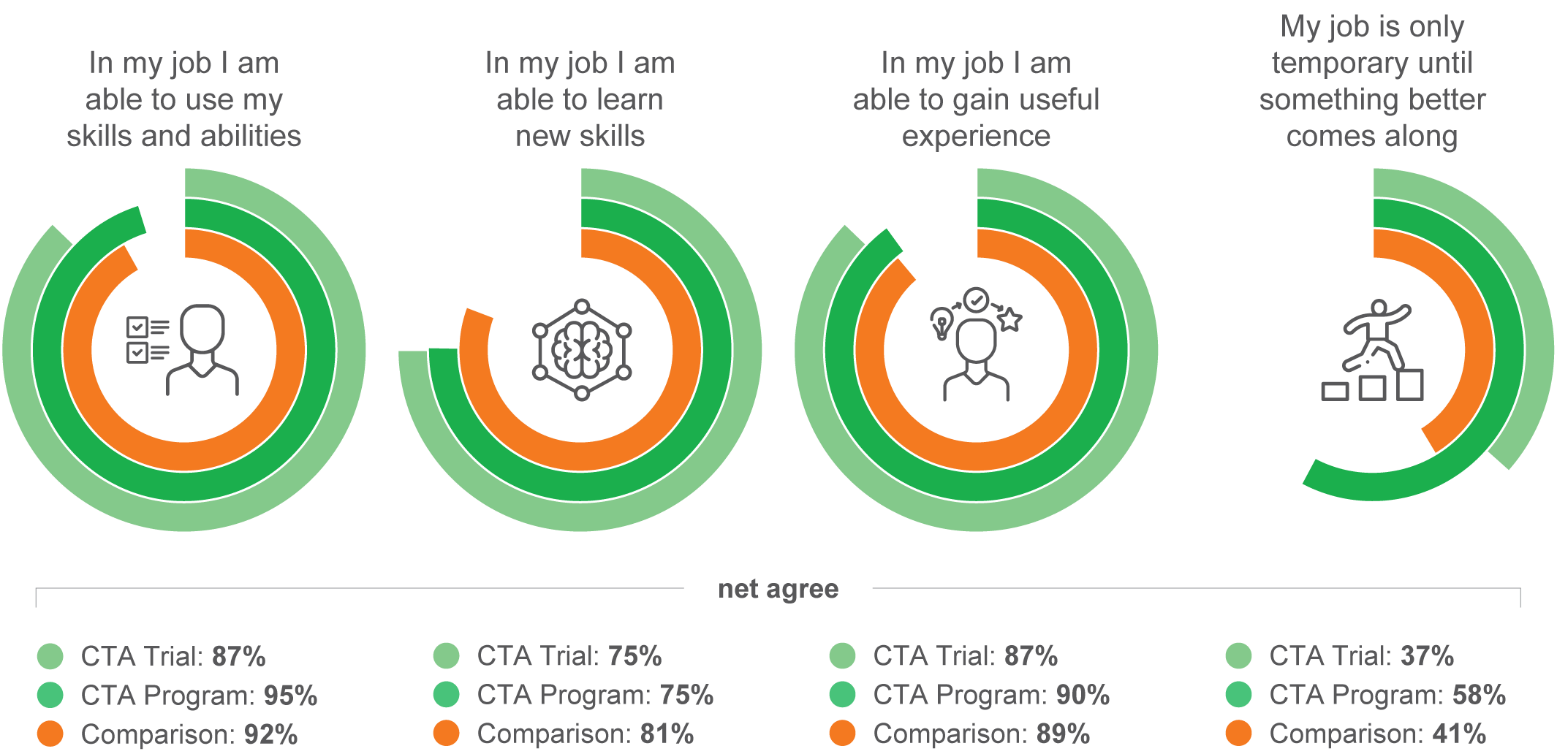 In my job I am
able to use my
skills and abilities
In my job I am
able to learn
new skills
In my job I am
able to gain useful
experience
My job is only
temporary until
something better
comes along
net agree
CTA Trial: 87%
CTA Program: 95%
Comparison: 92%
CTA Trial: 75%
CTA Program: 75%
Comparison: 81%
CTA Trial: 87%
CTA Program: 90%
Comparison: 89%
CTA Trial: 37%
CTA Program: 58%
Comparison: 41%